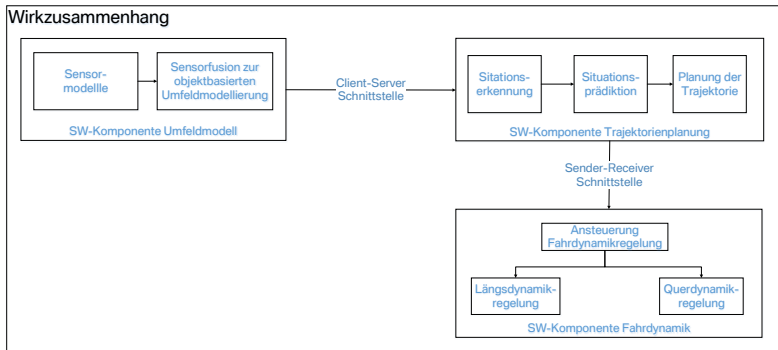 Wirkzusammenhang
Sensor-
modellle
Sensorfusion zur
objektbasierten
Umfeldmodellierung
SW-Komponente Umfeldmodell
Client-Server
Schnittstelle
Sitations-
erkennung
Situations-
prädiktion
Planung der
Trajektorie
SW-Komponente Trajektorienplanung
Sender-Receiver
Schnittstelle
Ansteuerung
Fahrdynamikregelung
Längsdynamik-
regelung
Querdynamik-
regelung
SW-Komponente Fahrdynamik